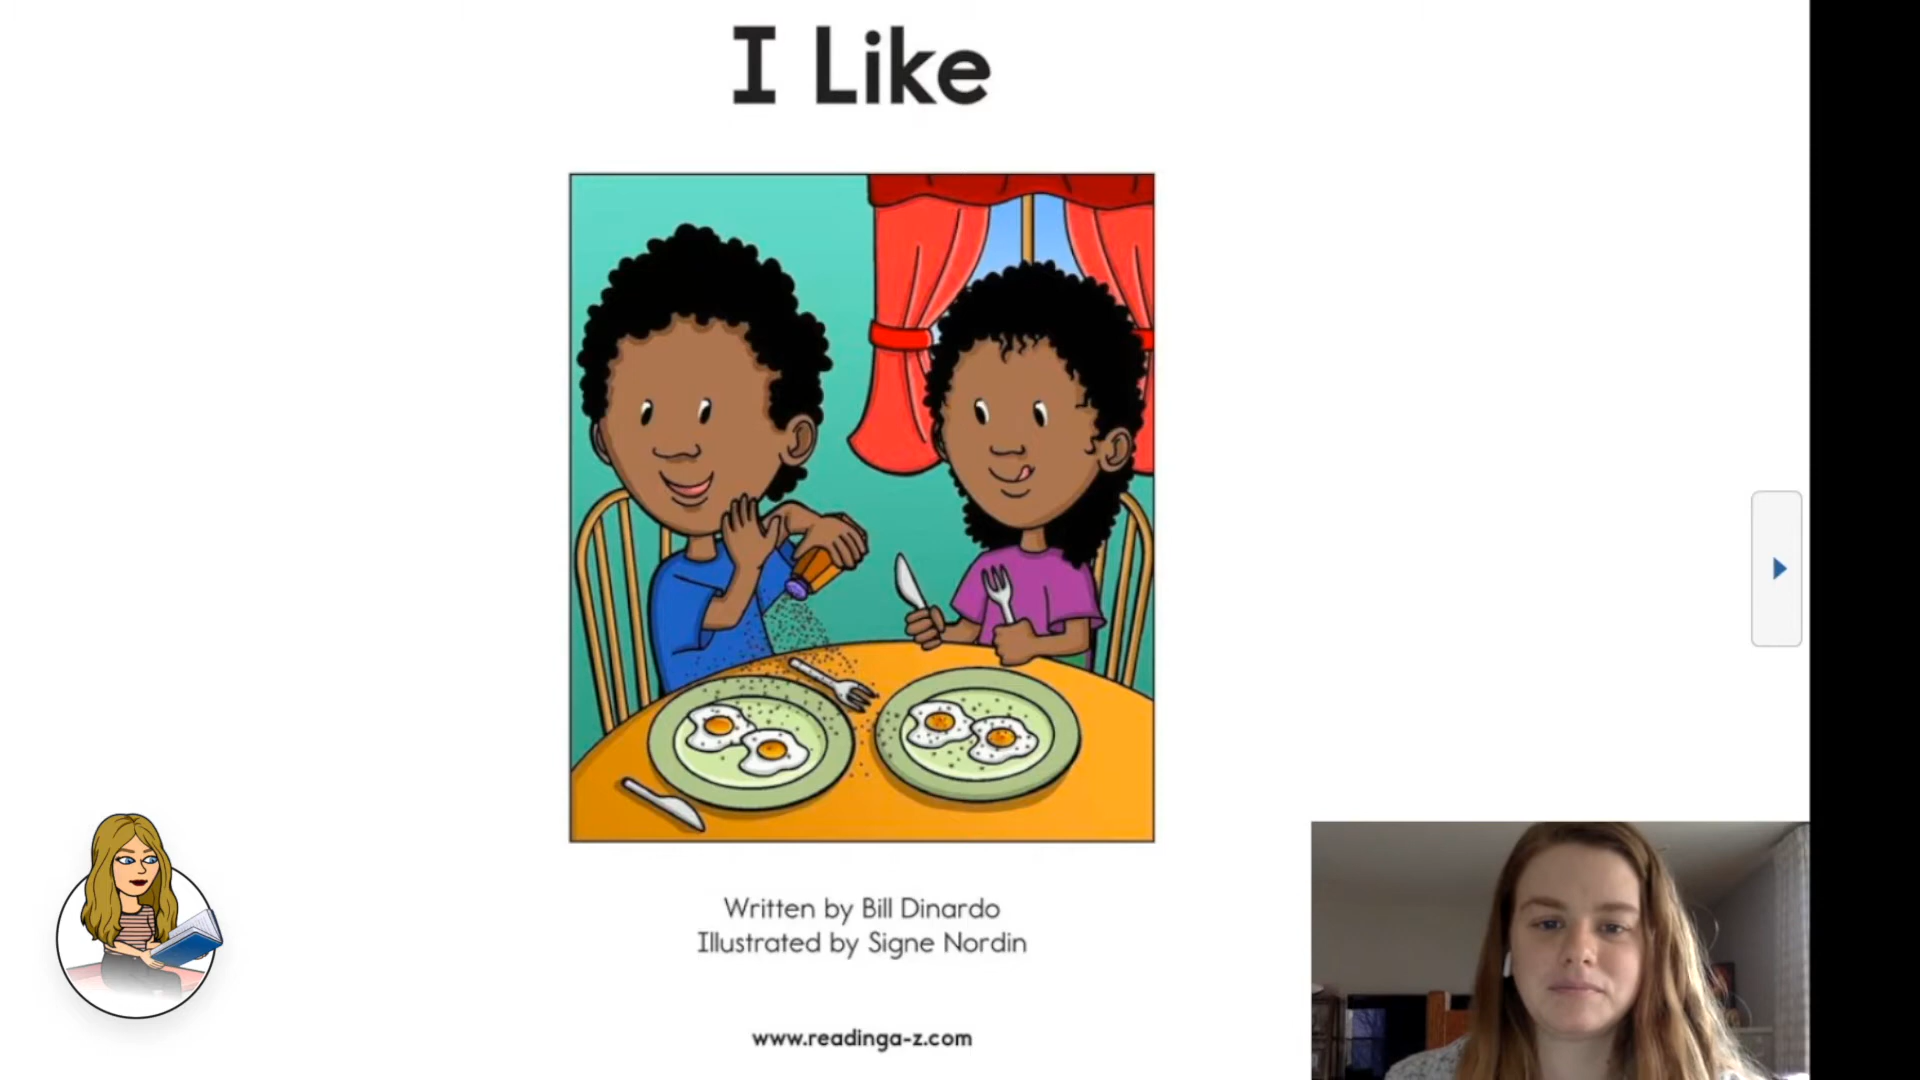 I Like
Written by Bill Dinardo
Illustrated by Signe Nordin
www.readinga-z.com